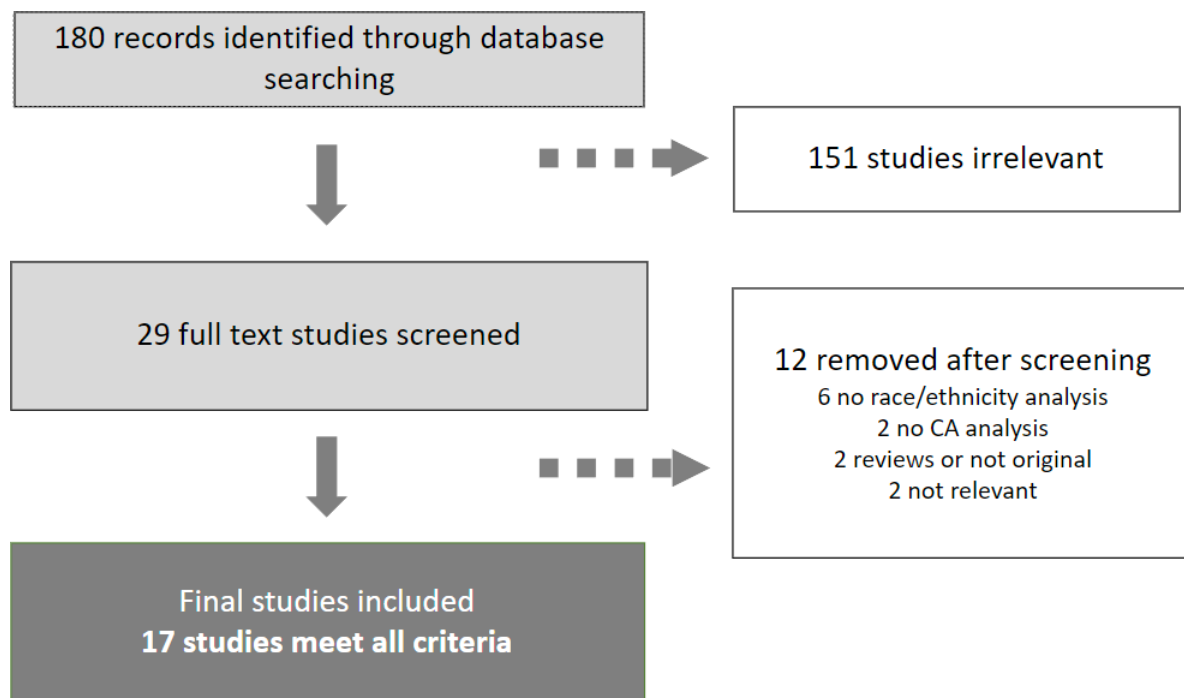 180 records identified through database
searching
151 studies irrelevant
29 full text studies screened
12 removed after screening
6 no race/ethnicity analysis
2 no CA analysis
2 reviews or not original
2 not relevant
Final studies included
17 studies meet all criteria